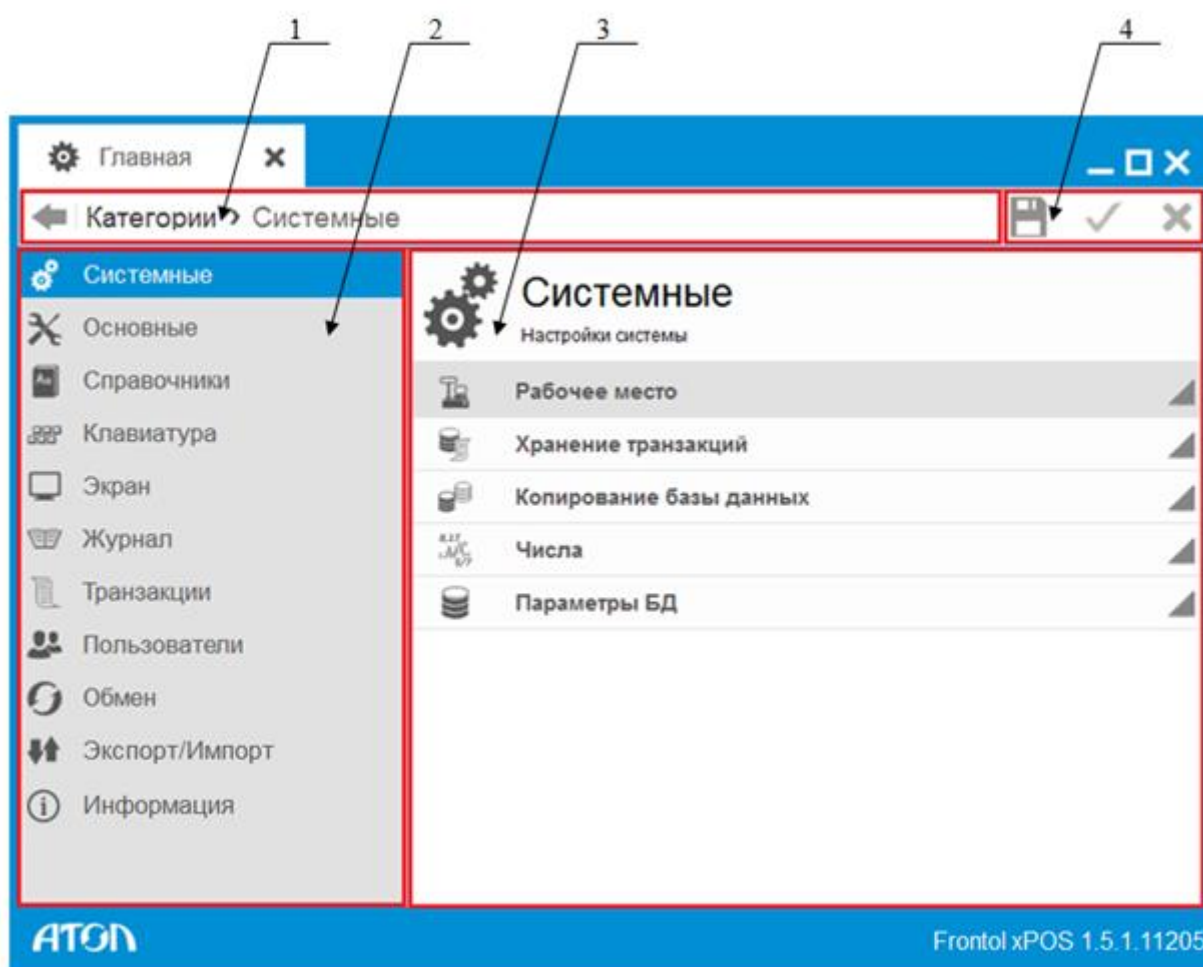 1 2 3 4
Главная
Категории › Системные
Системные
Основные
Справочники
Клавиатура
Экран
Журнал
Транзакции
Пользователи
Обмен
Экспорт/Импорт
Информация
Системные
Настройки системы
Рабочее место
Хранение транзакций
Копирование базы данных
Числа
Параметры БД
ATOL
Frontol xPOS 1.5.1.11205